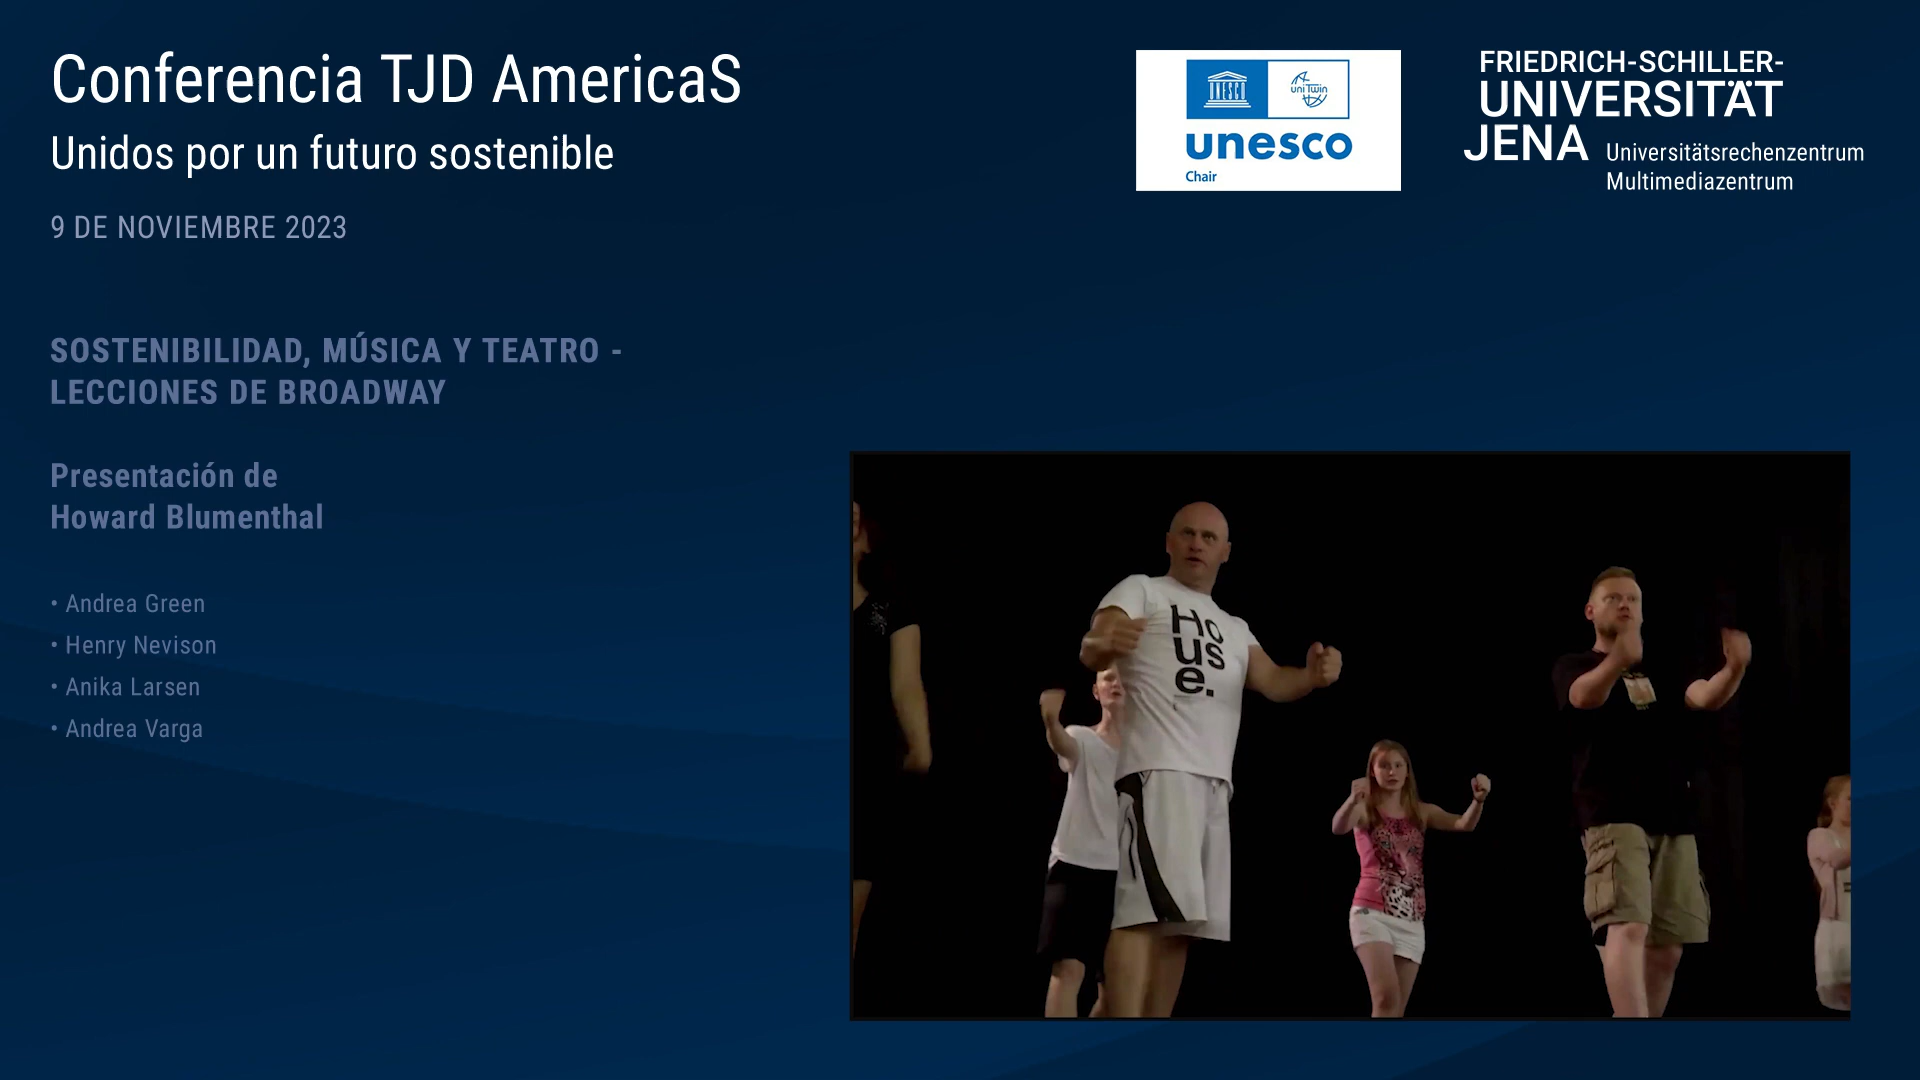 Conferencia TJD AmericaS
Unidos por un futuro sostenible
9 DE NOVIEMBRE 2023
SOSTENIBILIDAD, MÚSICA Y TEATRO -
LECCIONES DE BROADWAY
Presentación de
Howard Blumenthal
• Andrea Green
• Henry Nevison
• Anika Larsen
• Andrea Varga
UNESCO
uniTwin
unesco
Chair
FRIEDRICH-SCHILLER-
UNIVERSITÄT
JENA
Universitätsrechenzentrum
Multimediazentrum
Ho
us
e.